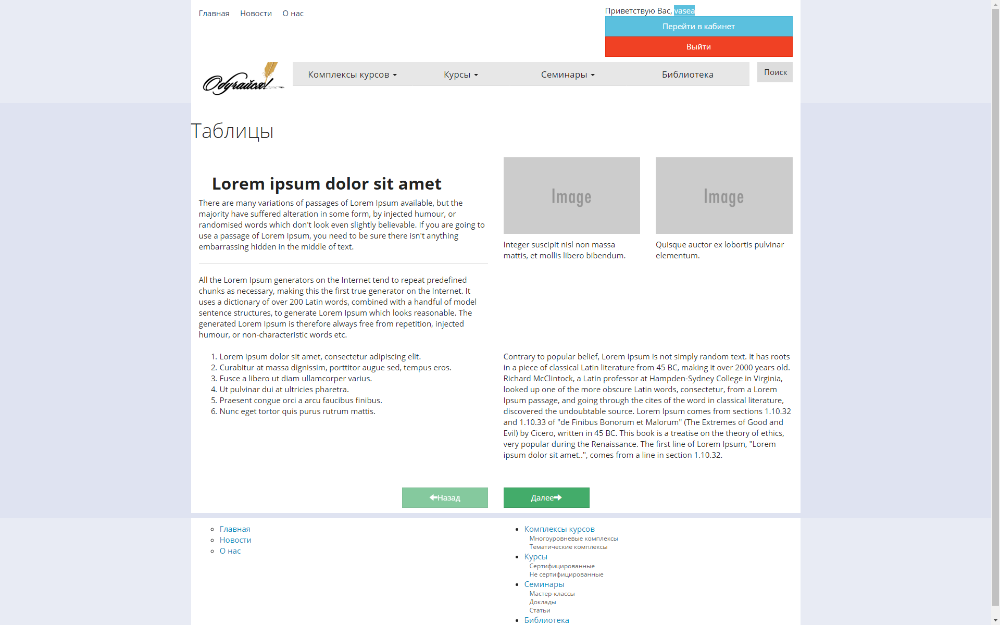 Главная Новости О нас
Приветствую Вас, vasea
Перейти в кабинет
Выйти
Обучайся!
Комплексы курсов Курсы Семинары Библиотека
Поиск
Таблицы
Lorem ipsum dolor sit amet
There are many variations of passages of Lorem Ipsum available, but the
majority have suffered alteration in some form, by injected humour, or
randomised words which don't look even slightly believable. If you are going to
use a passage of Lorem Ipsum, you need to be sure there isn't anything
embarrassing hidden in the middle of text.
All the Lorem Ipsum generators on the Internet tend to repeat predefined
chunks as necessary, making this the first true generator on the Internet. It
uses a dictionary of over 200 Latin words, combined with a handful of model
sentence structures, to generate Lorem Ipsum which looks reasonable. The
generated Lorem Ipsum is therefore always free from repetition, injected
humour, or non-characteristic words etc.
Image
Integer suscipit nisl non massa
mattis, et mollis libero bibendum.
Image
Quisque auctor ex lobortis pulvinar
elementum.
1. Lorem ipsum dolor sit amet, consectetur adipiscing elit.
2. Curabitur at massa dignissim, porttitor augue sed, tempus eros.
3. Fusce a libero ut diam ullamcorper varius.
4. Ut pulvinar dui at ultricies pharetra.
5. Praesent congue orci a arcu faucibus finibus.
6. Nunc eget tortor quis purus rutrum mattis.
Contrary to popular belief, Lorem Ipsum is not simply random text. It has roots
in a piece of classical Latin literature from 45 BC, making it over 2000 years old.
Richard McClintock, a Latin professor at Hampden-Sydney College in Virginia,
looked up one of the more obscure Latin words, consectetur, from a Lorem
Ipsum passage, and going through the cites of the word in classical literature,
discovered the undoubtable source. Lorem Ipsum comes from sections 1.10.32
and 1.10.33 of "de Finibus Bonorum et Malorum" (The Extremes of Good and
Evil) by Cicero, written in 45 BC. This book is a treatise on the theory of ethics,
very popular during the Renaissance. The first line of Lorem Ipsum, "Lorem
ipsum dolor sit amet..", comes from a line in section 1.10.32.
Назад
Далее
Главная
Новости
О нас
Комплексы курсов
Многоуровневые комплексы
Тематические комплексы
Курсы
Сертифицированные
Не сертифицированные
Семинары
Мастер-классы
Доклады
Статьи
Библиотека